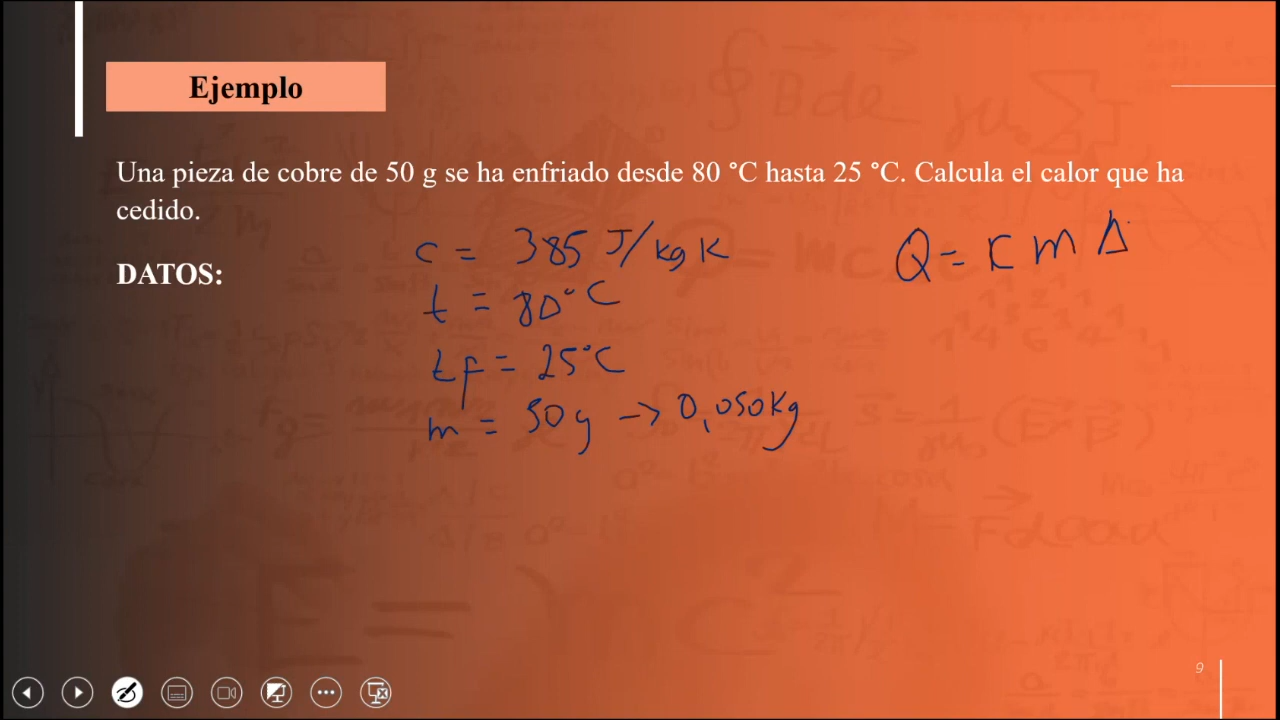 Ejemplo
Una pieza de cobre de 50 g se ha enfriado desde 80 °C hasta 25 °C. Calcula el calor que ha
cedido.
DATOS:
c = 385 J/kg K
t = 80°C
tf = 25°C
m = 50g → 0,050Kg
Q = c m Δ
9